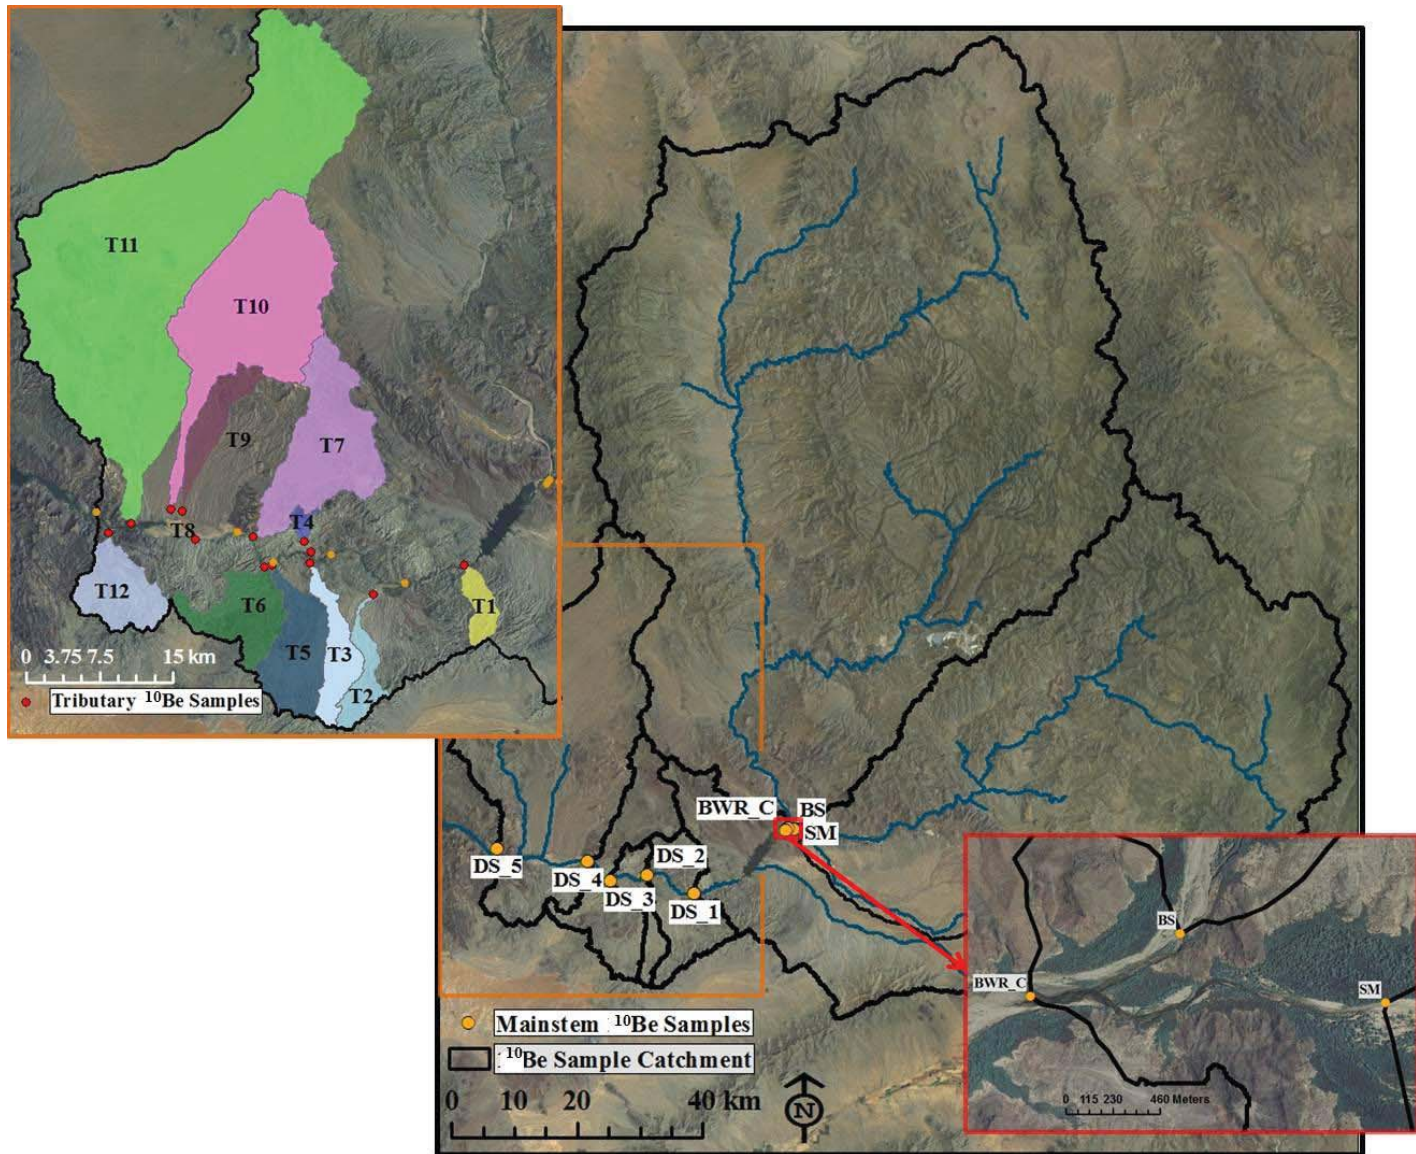 T11
T10
T9
T7
T8
T4
T12
T6
T5
T3
T2
T1
0 3.75 7.5 15 km
Tributary ¹⁰Be Samples
BWR_C
BS
SM
DS_5
DS_4
DS_3
DS_2
DS_1
Mainstem ¹⁰Be Samples
¹⁰Be Sample Catchment
0 10 20 40 km
N
BS
BWR_C
SM
0 115 230 460 Meters